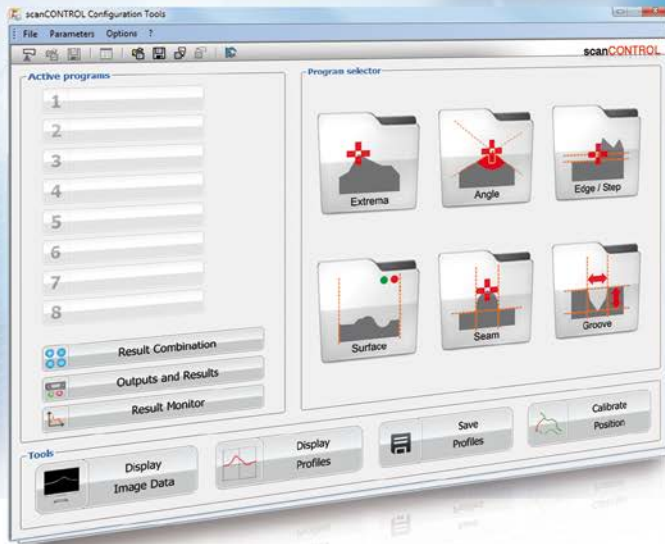 scanCONTROL Configuration Tools
File Parameters Options ?
scanCONTROL
Active programs
1
2
3
4
5
6
7
8
Result Combination
Outputs and Results
Result Monitor
Program selector
Extrema
Angle
Edge / Step
Surface
Seam
Groove
Tools
Display
Image Data
Display
Profiles
Save
Profiles
Calibrate
Position